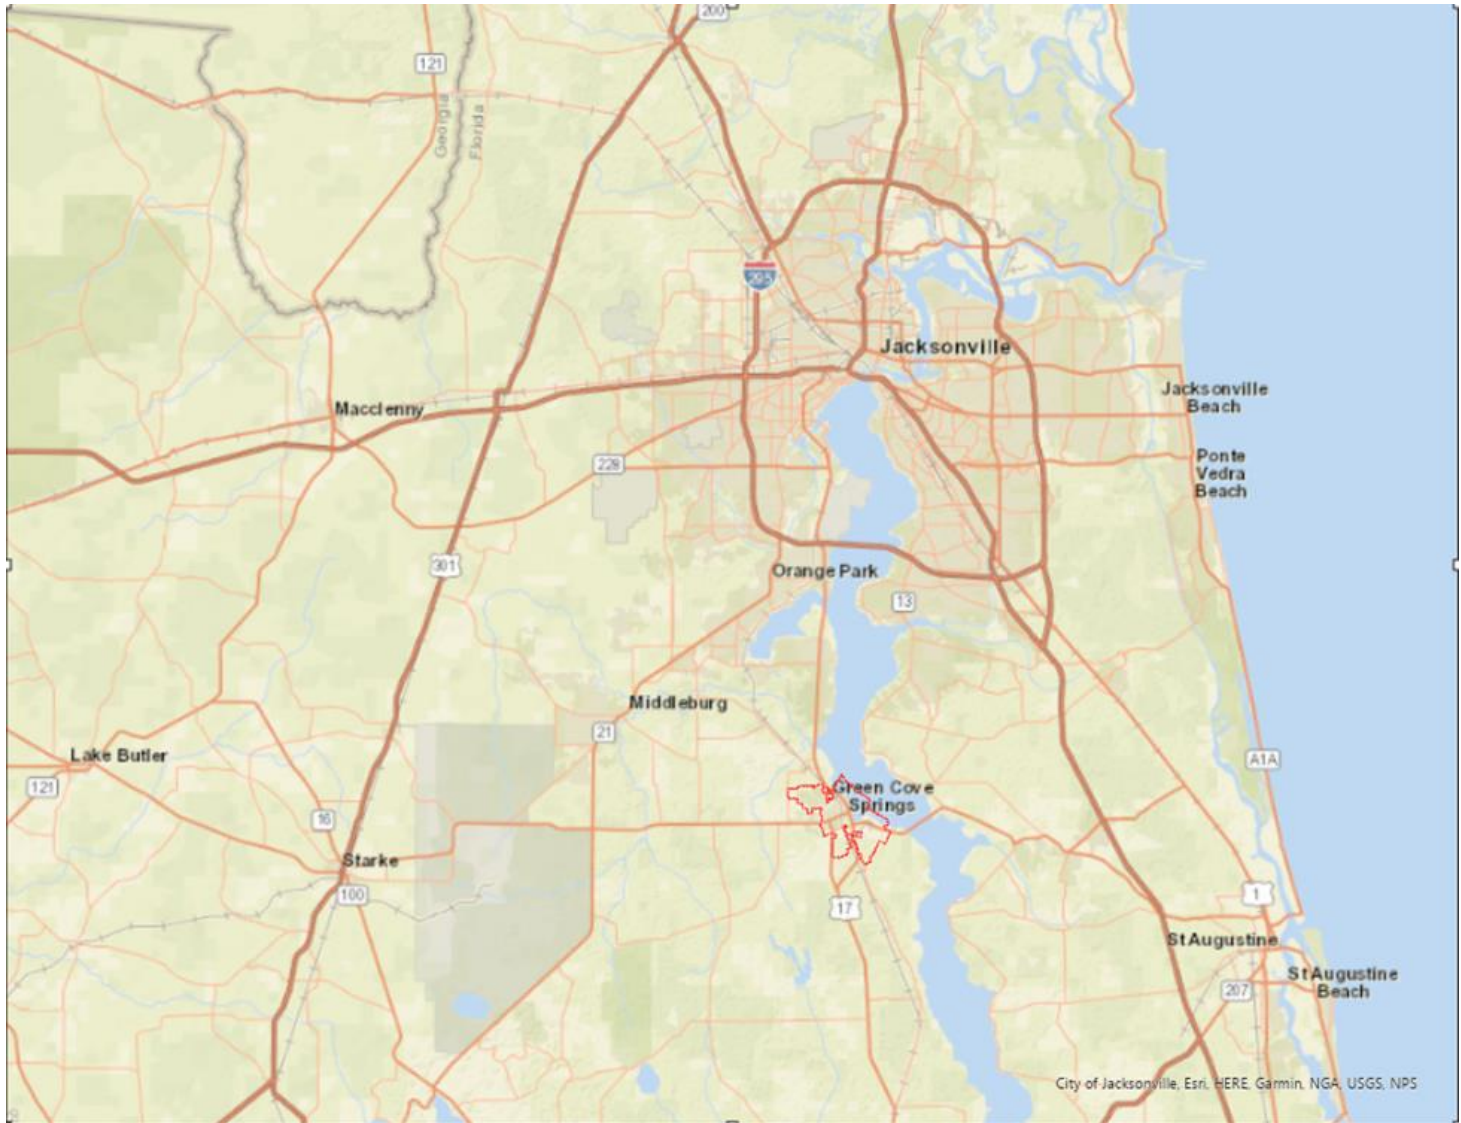 200
121
Georgia
Florida
295
Jacksonville
Jacksonville
Beach
Macclenny
Ponte
Vedra
Beach
228
301
Orange Park
13
Middleburg
21
Lake Butler
A1A
121
Green Cove
Springs
16
Starke
100
1
17
St Augustine
St Augustine
Beach
207
City of Jacksonville, Esri, HERE, Garmin, NGA, USGS, NPS